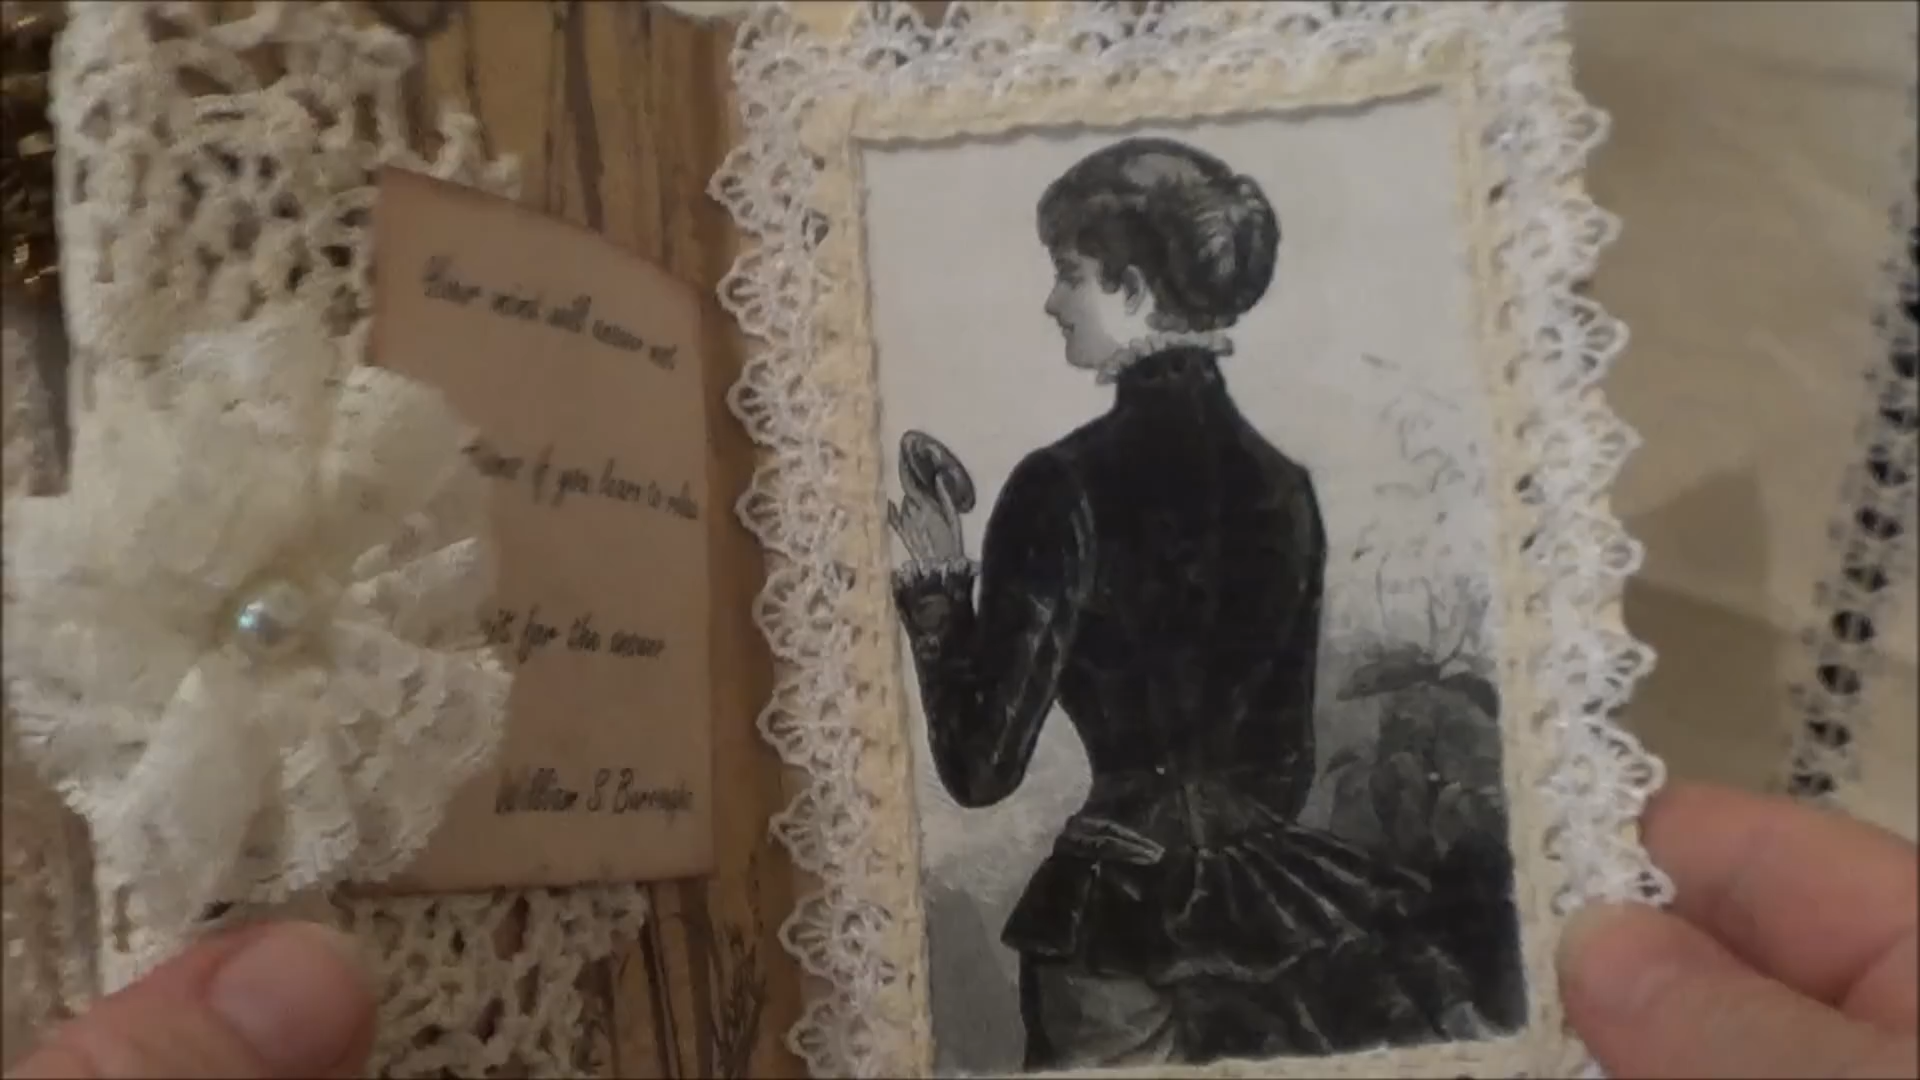 Your mind will answer most
if you learn to relax
for the answer
William S Burroughs